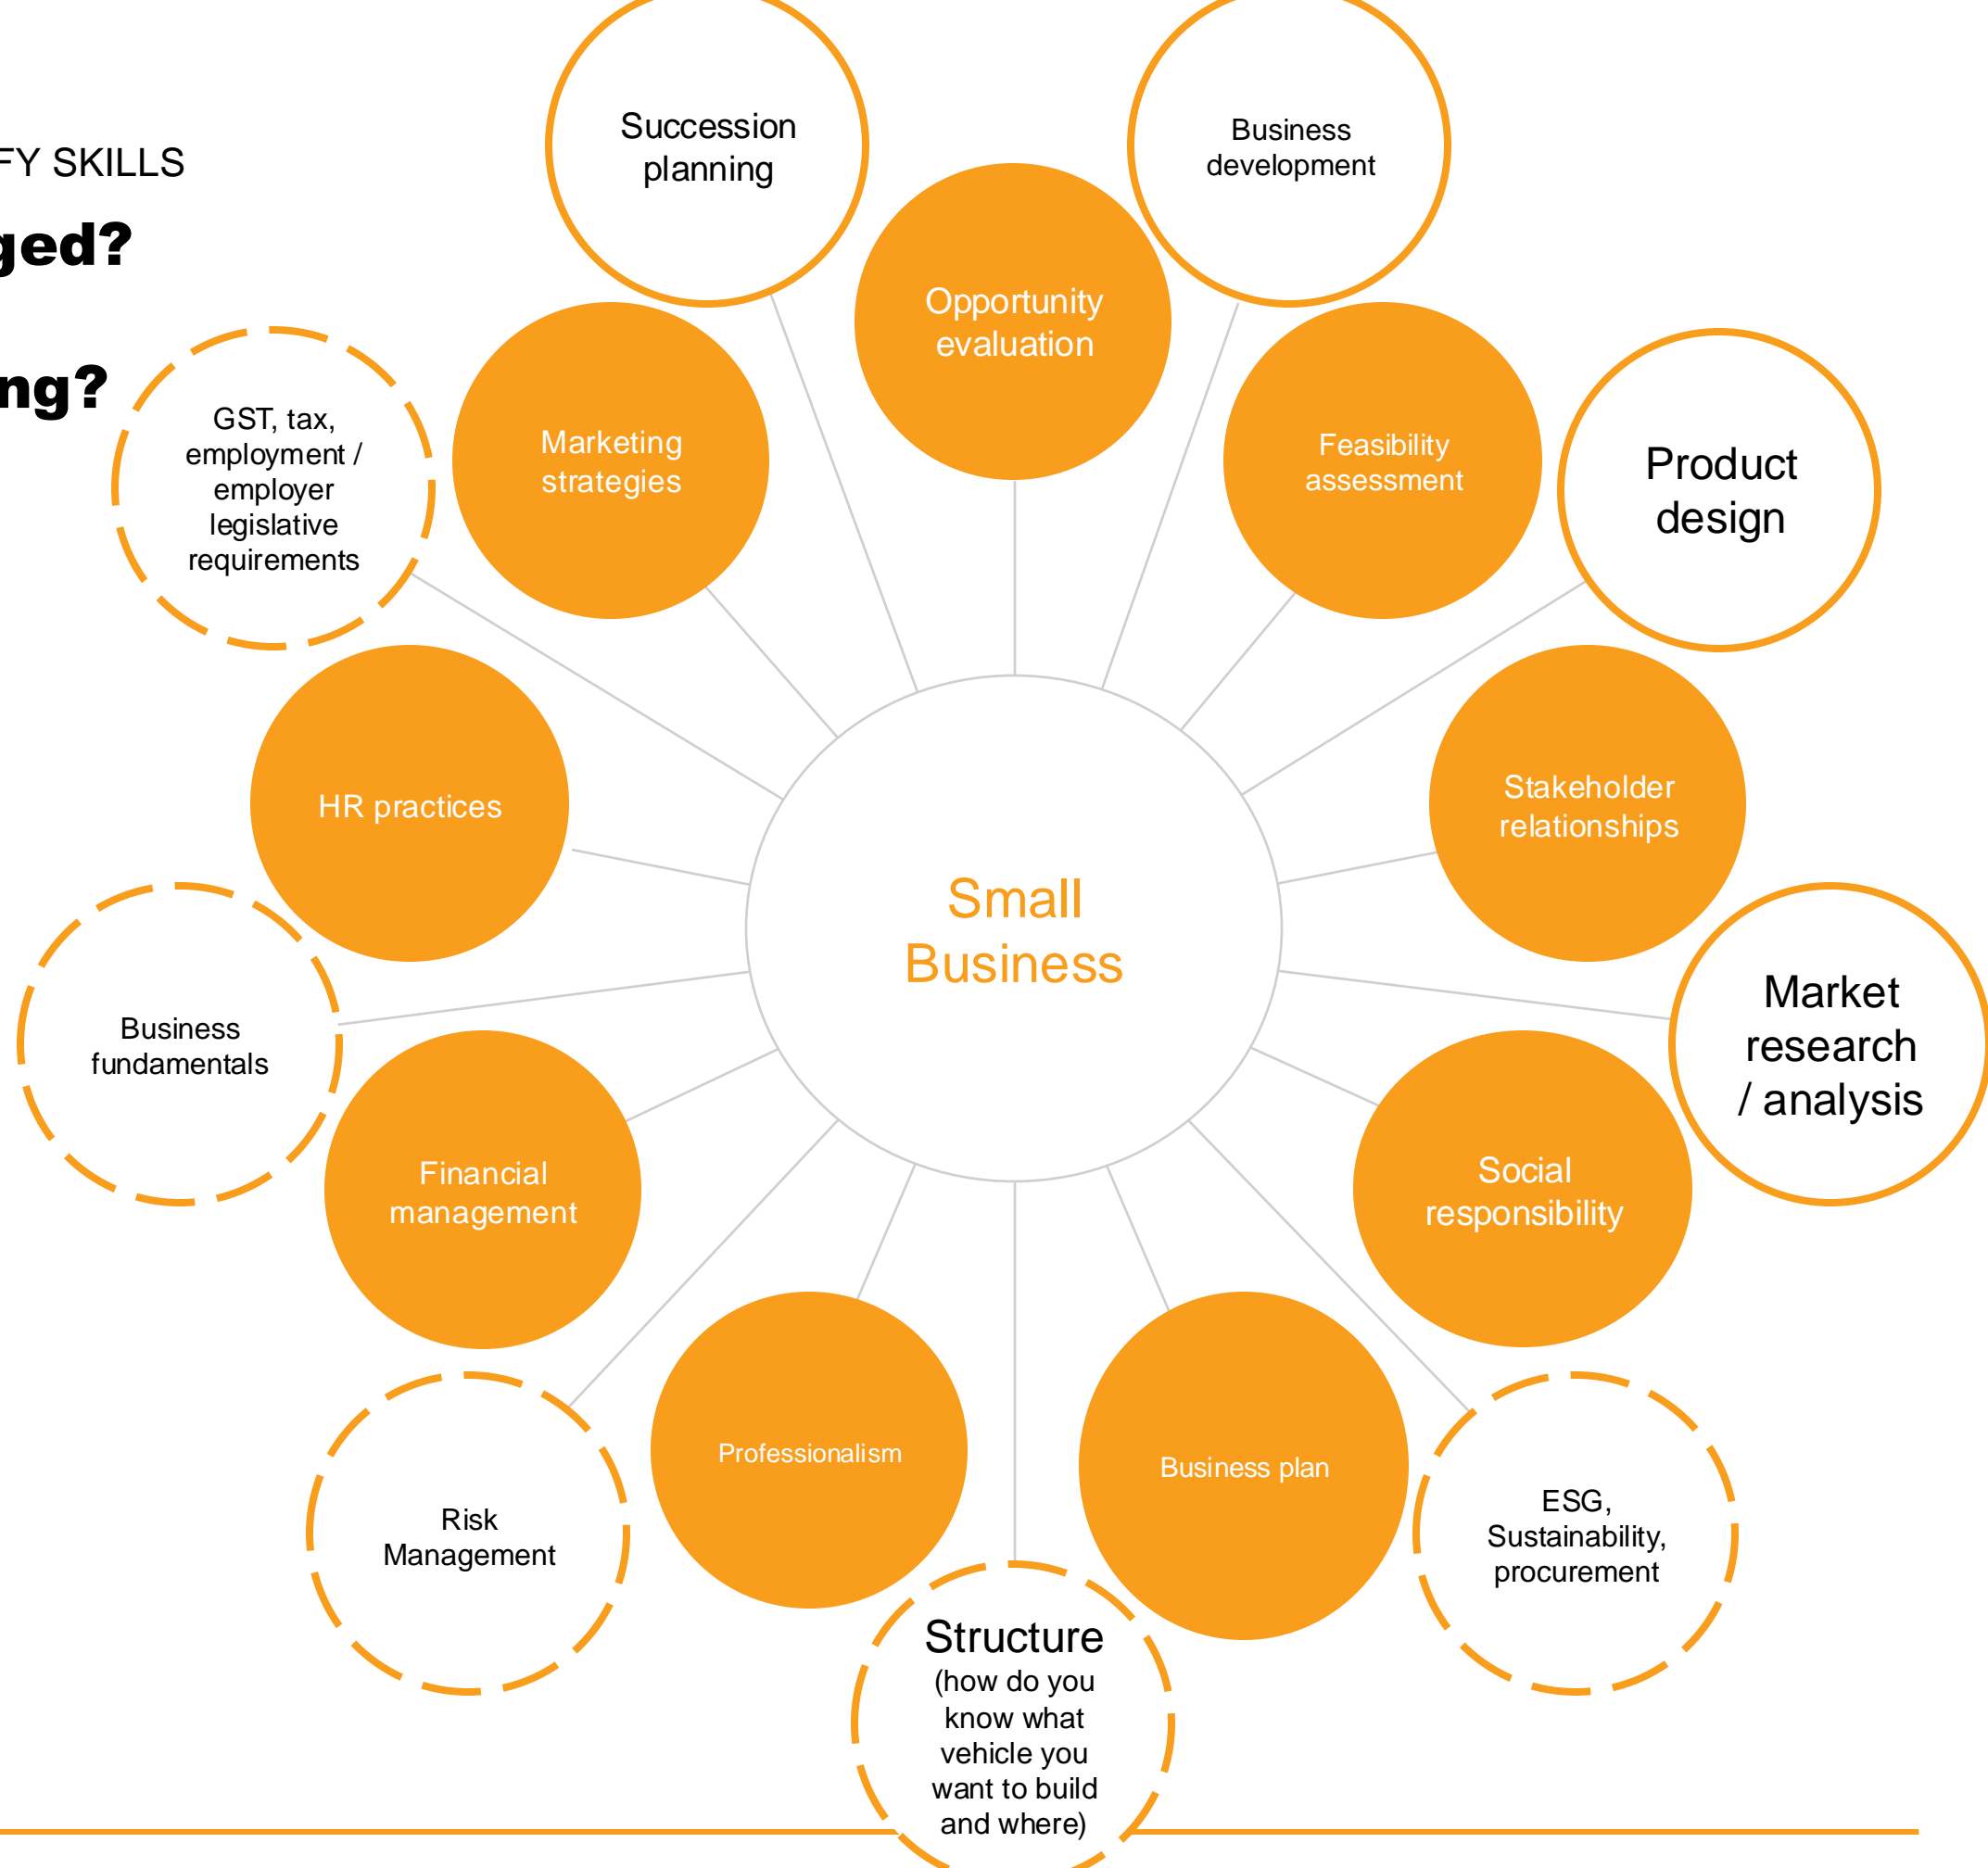 FY SKILLS
ged?
ng?
Succession
planning
Business
development
Opportunity
evaluation
GST, tax,
employment /
employer
legislative
requirements
Marketing
strategies
Feasibility
assessment
Product
design
HR practices
Stakeholder
relationships
Small
Business
Business
fundamentals
Market
research
/ analysis
Financial
management
Social
responsibility
Professionalism
Business plan
Risk
Management
ESG,
Sustainability,
procurement
Structure
(how do you
know what
vehicle you
want to build
and where)